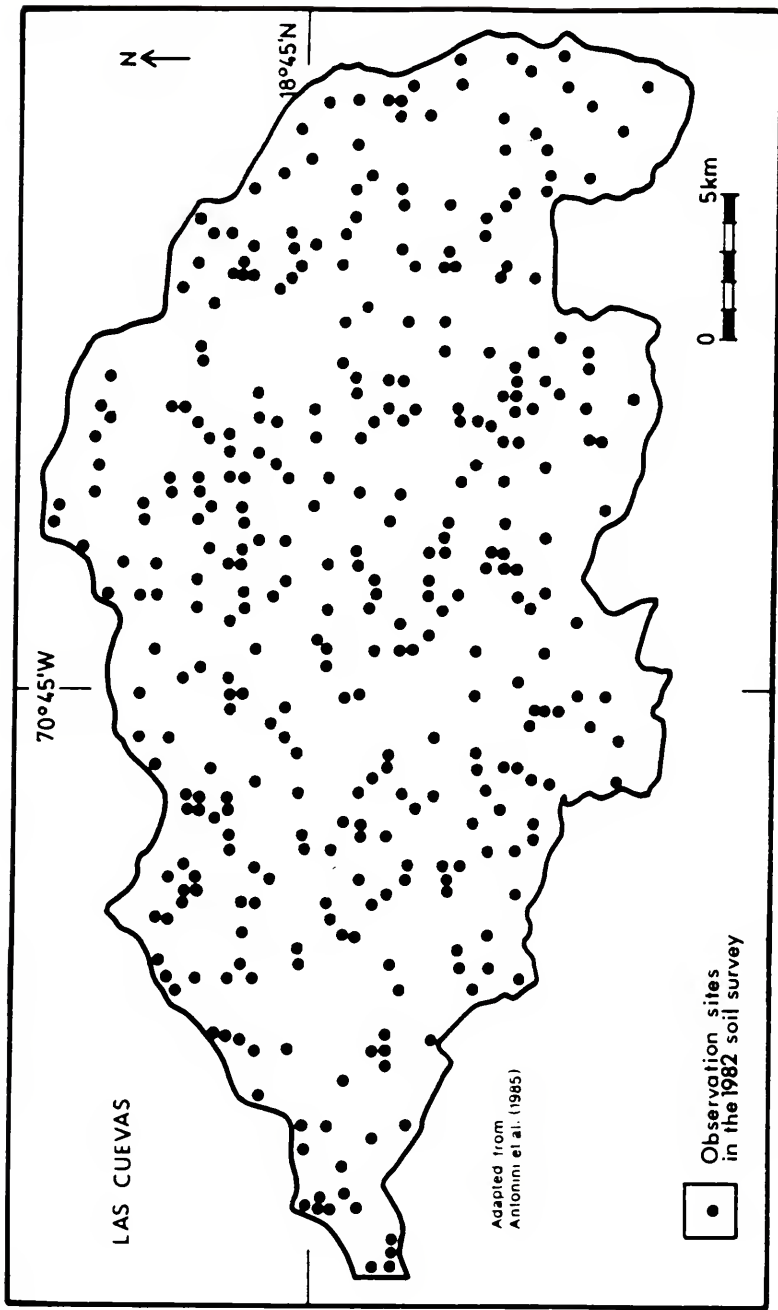 LAS CUEVAS
70°45'W
N
18°45'N
Adapted from
Antonini et al. (1985)
0 5km
Observation sites
in the 1982 soil survey